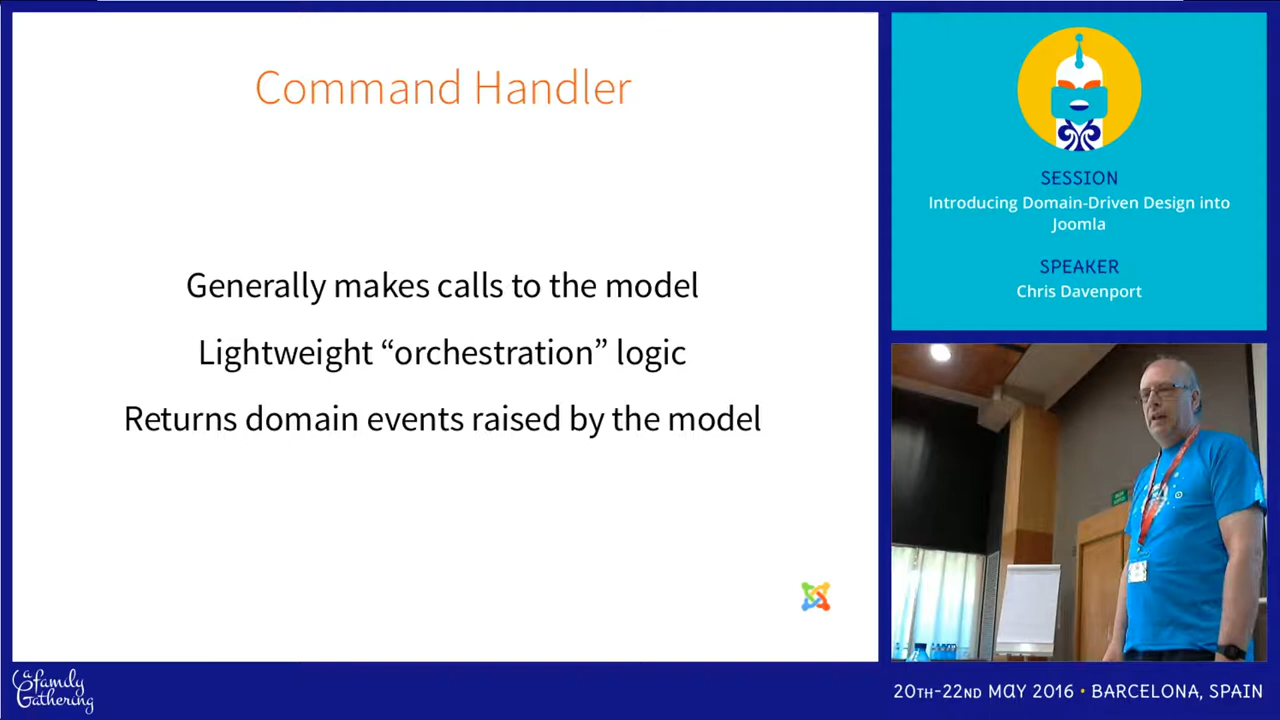 Command Handler
Generally makes calls to the model
Lightweight “orchestration” logic
Returns domain events raised by the model
SESSION
Introducing Domain-Driven Design into
Joomla
SPEAKER
Chris Davenport
a family
Gathering
20TH-22ND MAY 2016 • BARCELONA, SPAIN